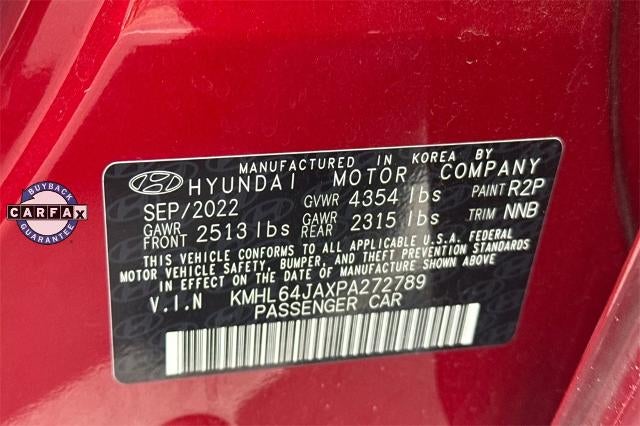 MANUFACTURED IN KOREA BY
HYUNDAI MOTOR COMPANY
SEP/2022 GVWR 4354 lbs PAINT R2P
GAWR FRONT 2513 lbs GAWR REAR 2315 lbs TRIM NNB
THIS VEHICLE CONFORMS TO ALL APPLICABLE U.S.A. FEDERAL
MOTOR VEHICLE SAFETY, BUMPER, AND THEFT PREVENTION STANDARDS
IN EFFECT ON THE DATE OF MANUFACTURE SHOWN ABOVE.
V.I.N KMHL64JAXPA272789
PASSENGER CAR
BUYBACK
CARFAX
GUARANTEE